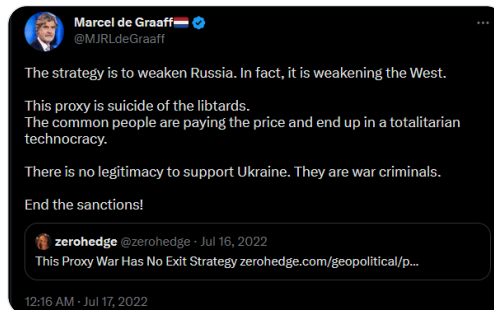 Marcel de Graaff🇳🇱
@MJRLdeGraaff
The strategy is to weaken Russia. In fact, it is weakening the West.
This proxy is suicide of the libtards.
The common people are paying the price and end up in a totalitarian
technocracy.
There is no legitimacy to support Ukraine. They are war criminals.
End the sanctions!
zerohedge @zerohedge · Jul 16, 2022
This Proxy War Has No Exit Strategy zerohedge.com/geopolitical/p...
12:16 AM · Jul 17, 2022